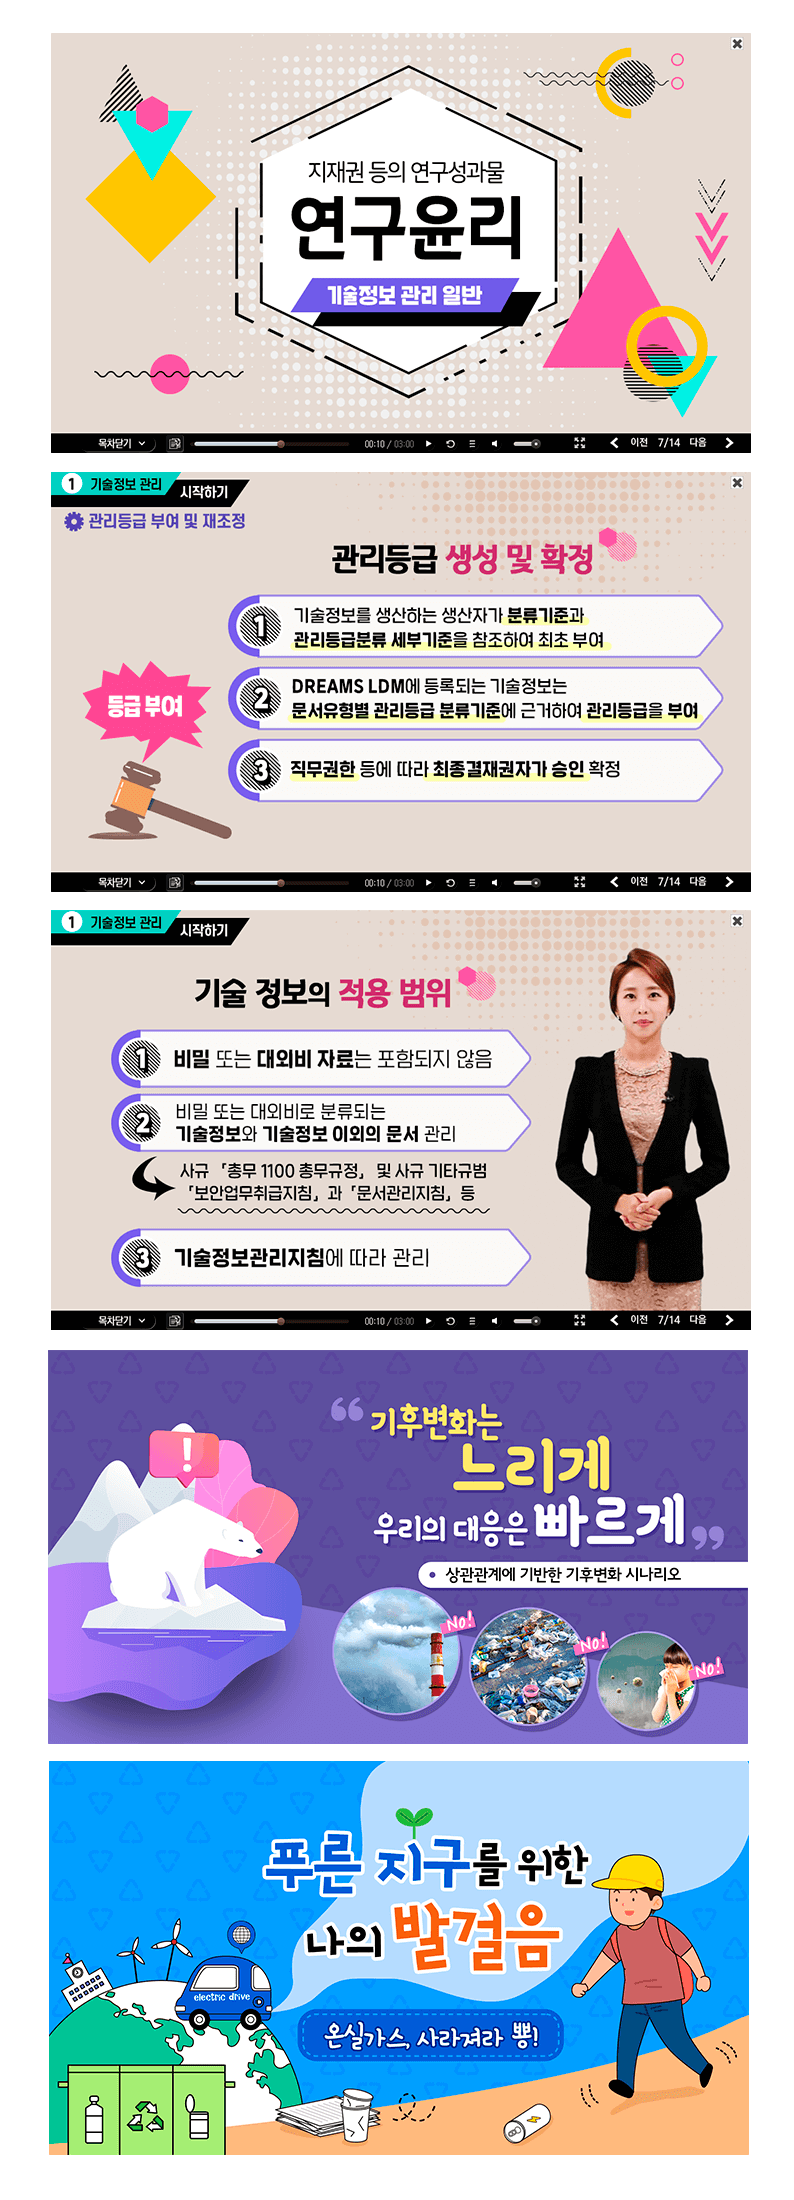 지재권 등의 연구성과물
연구윤리
기술정보 관리 일반
목차닫기
00:10 / 03:00
이전 7/14 다음
1 기술정보 관리
시작하기
관리등급 부여 및 재조정
관리등급 생성 및 확정
등급 부여
1
기술정보를 생산하는 생산자가 분류기준과
관리등급분류 세부기준을 참조하여 최초 부여
2
DREAMS LDM에 등록되는 기술정보는
문서유형별 관리등급 분류기준에 근거하여 관리등급을 부여
3
직무권한 등에 따라 최종결재권자가 승인 확정
목차닫기
00:10 / 03:00
이전 7/14 다음
1 기술정보 관리
시작하기
기술 정보의 적용 범위
1
비밀 또는 대외비 자료는 포함되지 않음
2
비밀 또는 대외비로 분류되는
기술정보와 기술정보 이외의 문서 관리
사규 「총무 1100 총무규정」 및 사규 기타규범
「보안업무취급지침」과 「문서관리지침」등
3
기술정보관리지침에 따라 관리
목차닫기
00:10 / 03:00
이전 7/14 다음
“기후변화는
느리게
우리의 대응은 빠르게”
• 상관관계에 기반한 기후변화 시나리오
No!
No!
No!
푸른 지구를 위한
나의 발걸음
electric drive
온실가스, 사라져라 뿅!